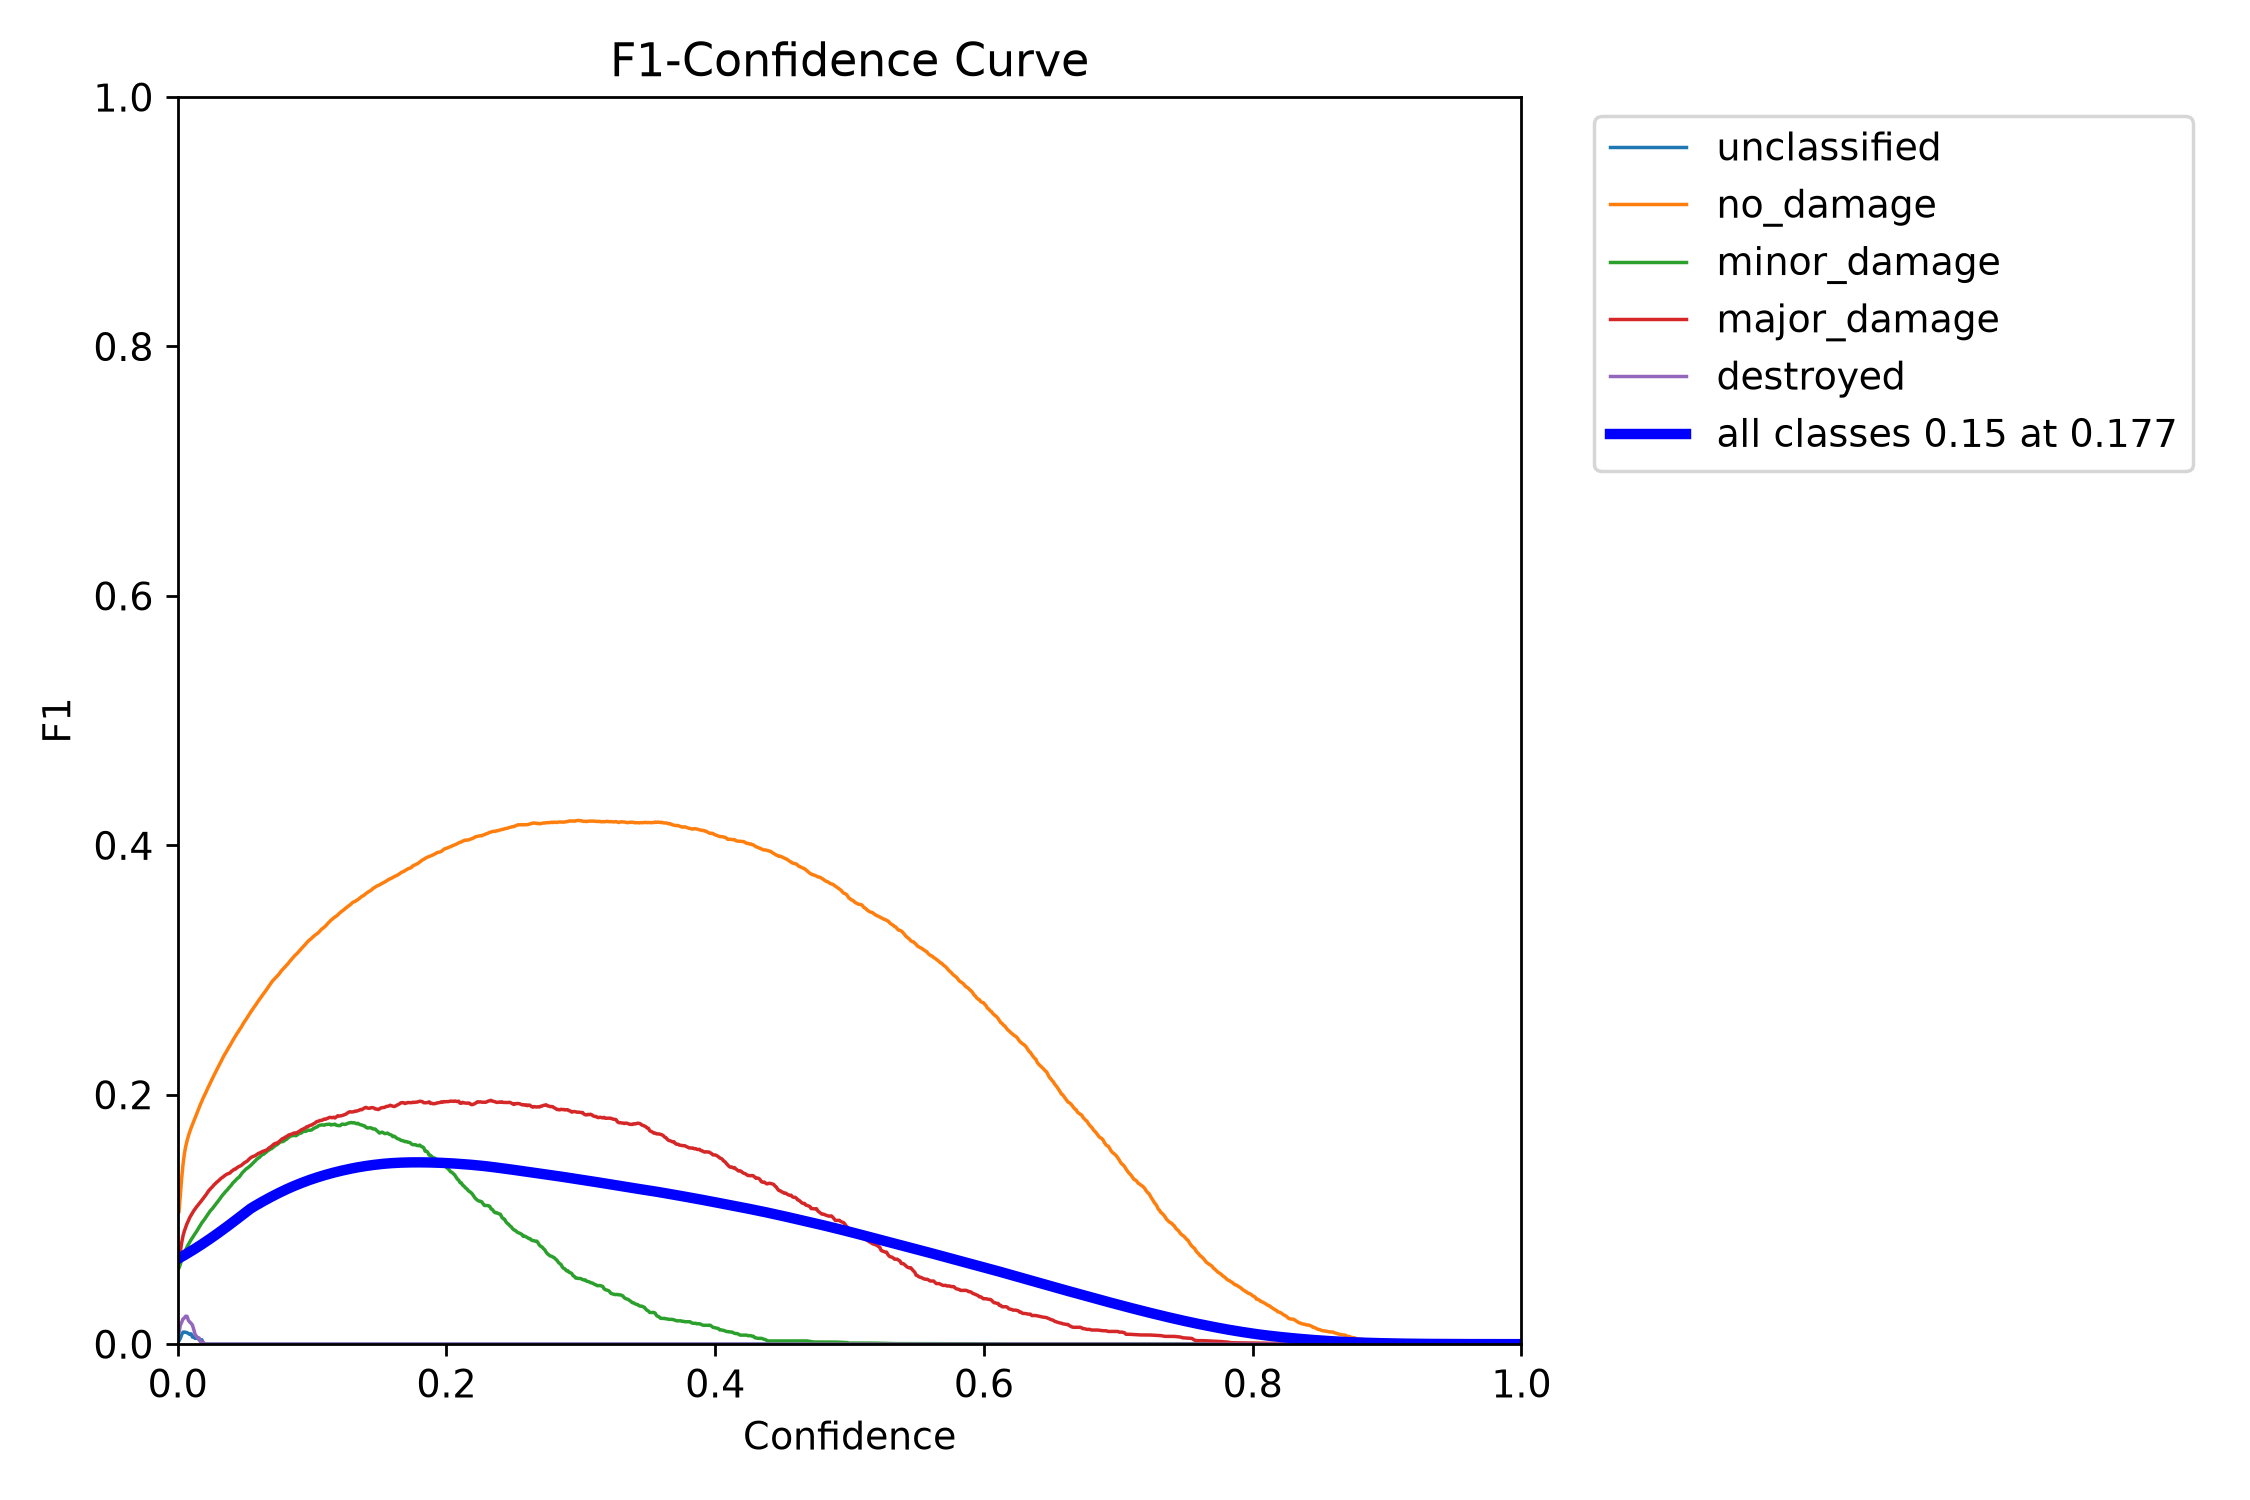 F1-Confidence Curve
1.0
0.8
0.6
0.4
0.2
0.0
F1
0.0 0.2 0.4 0.6 0.8 1.0
Confidence
unclassified
no_damage
minor_damage
major_damage
destroyed
all classes 0.15 at 0.177